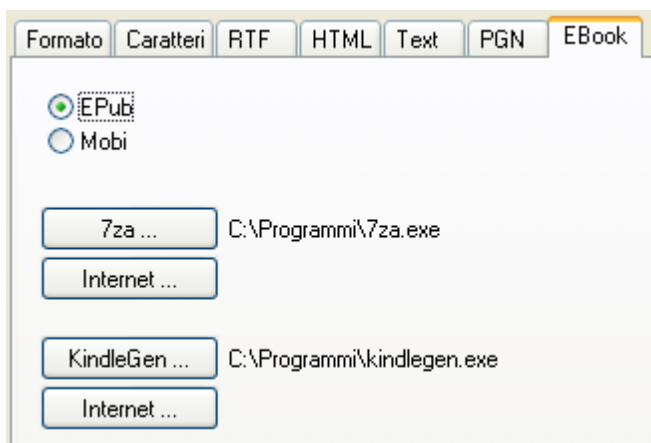 Formato Caratteri RTF HTML Text PGN EBook
EPub
Mobi
7za ... C:\Programmi\7za.exe
Internet ...
KindleGen ... C:\Programmi\kindlegen.exe
Internet ...